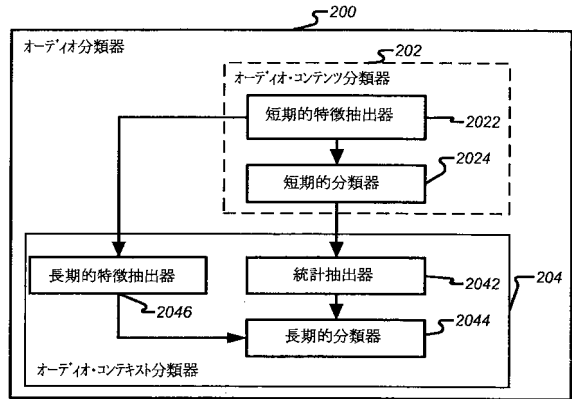 200
オーディオ分類器
202
オーディオ・コンテンツ分類器
短期的特徴抽出器
2022
短期的分類器
2024
長期的特徴抽出器
2046
統計抽出器
2042
204
長期的分類器
2044
オーディオ・コンテキスト分類器